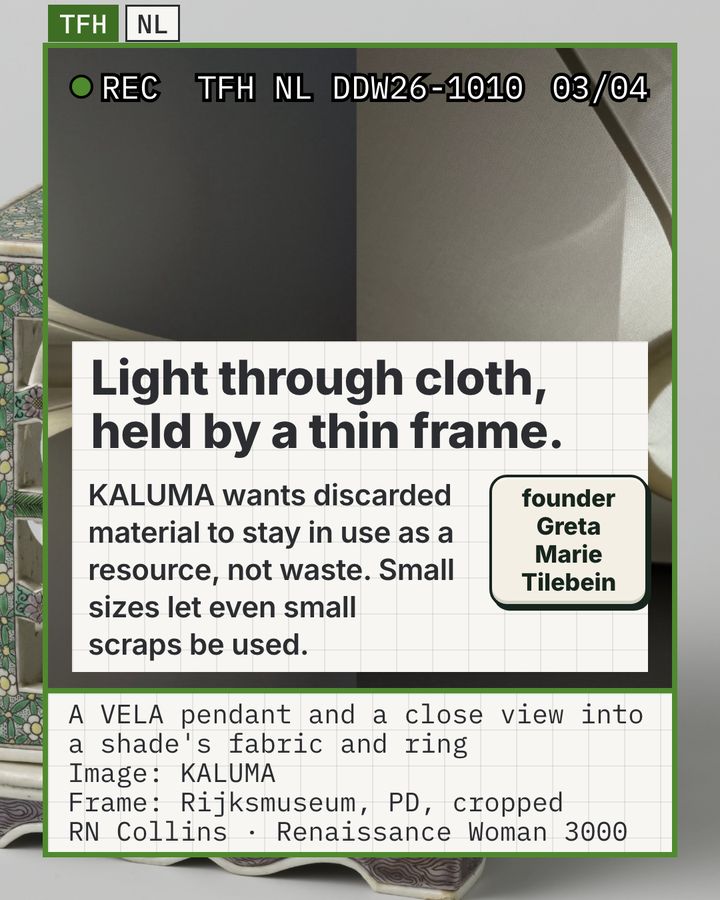 TFH NL
REC TFH NL DDW26-1010 03/04
Light through cloth,
held by a thin frame.
KALUMA wants discarded
material to stay in use as a
resource, not waste. Small
sizes let even small
scraps be used.
founder
Greta
Marie
Tilebein
A VELA pendant and a close view into
a shade's fabric and ring
Image: KALUMA
Frame: Rijksmuseum, PD, cropped
RN Collins · Renaissance Woman 3000